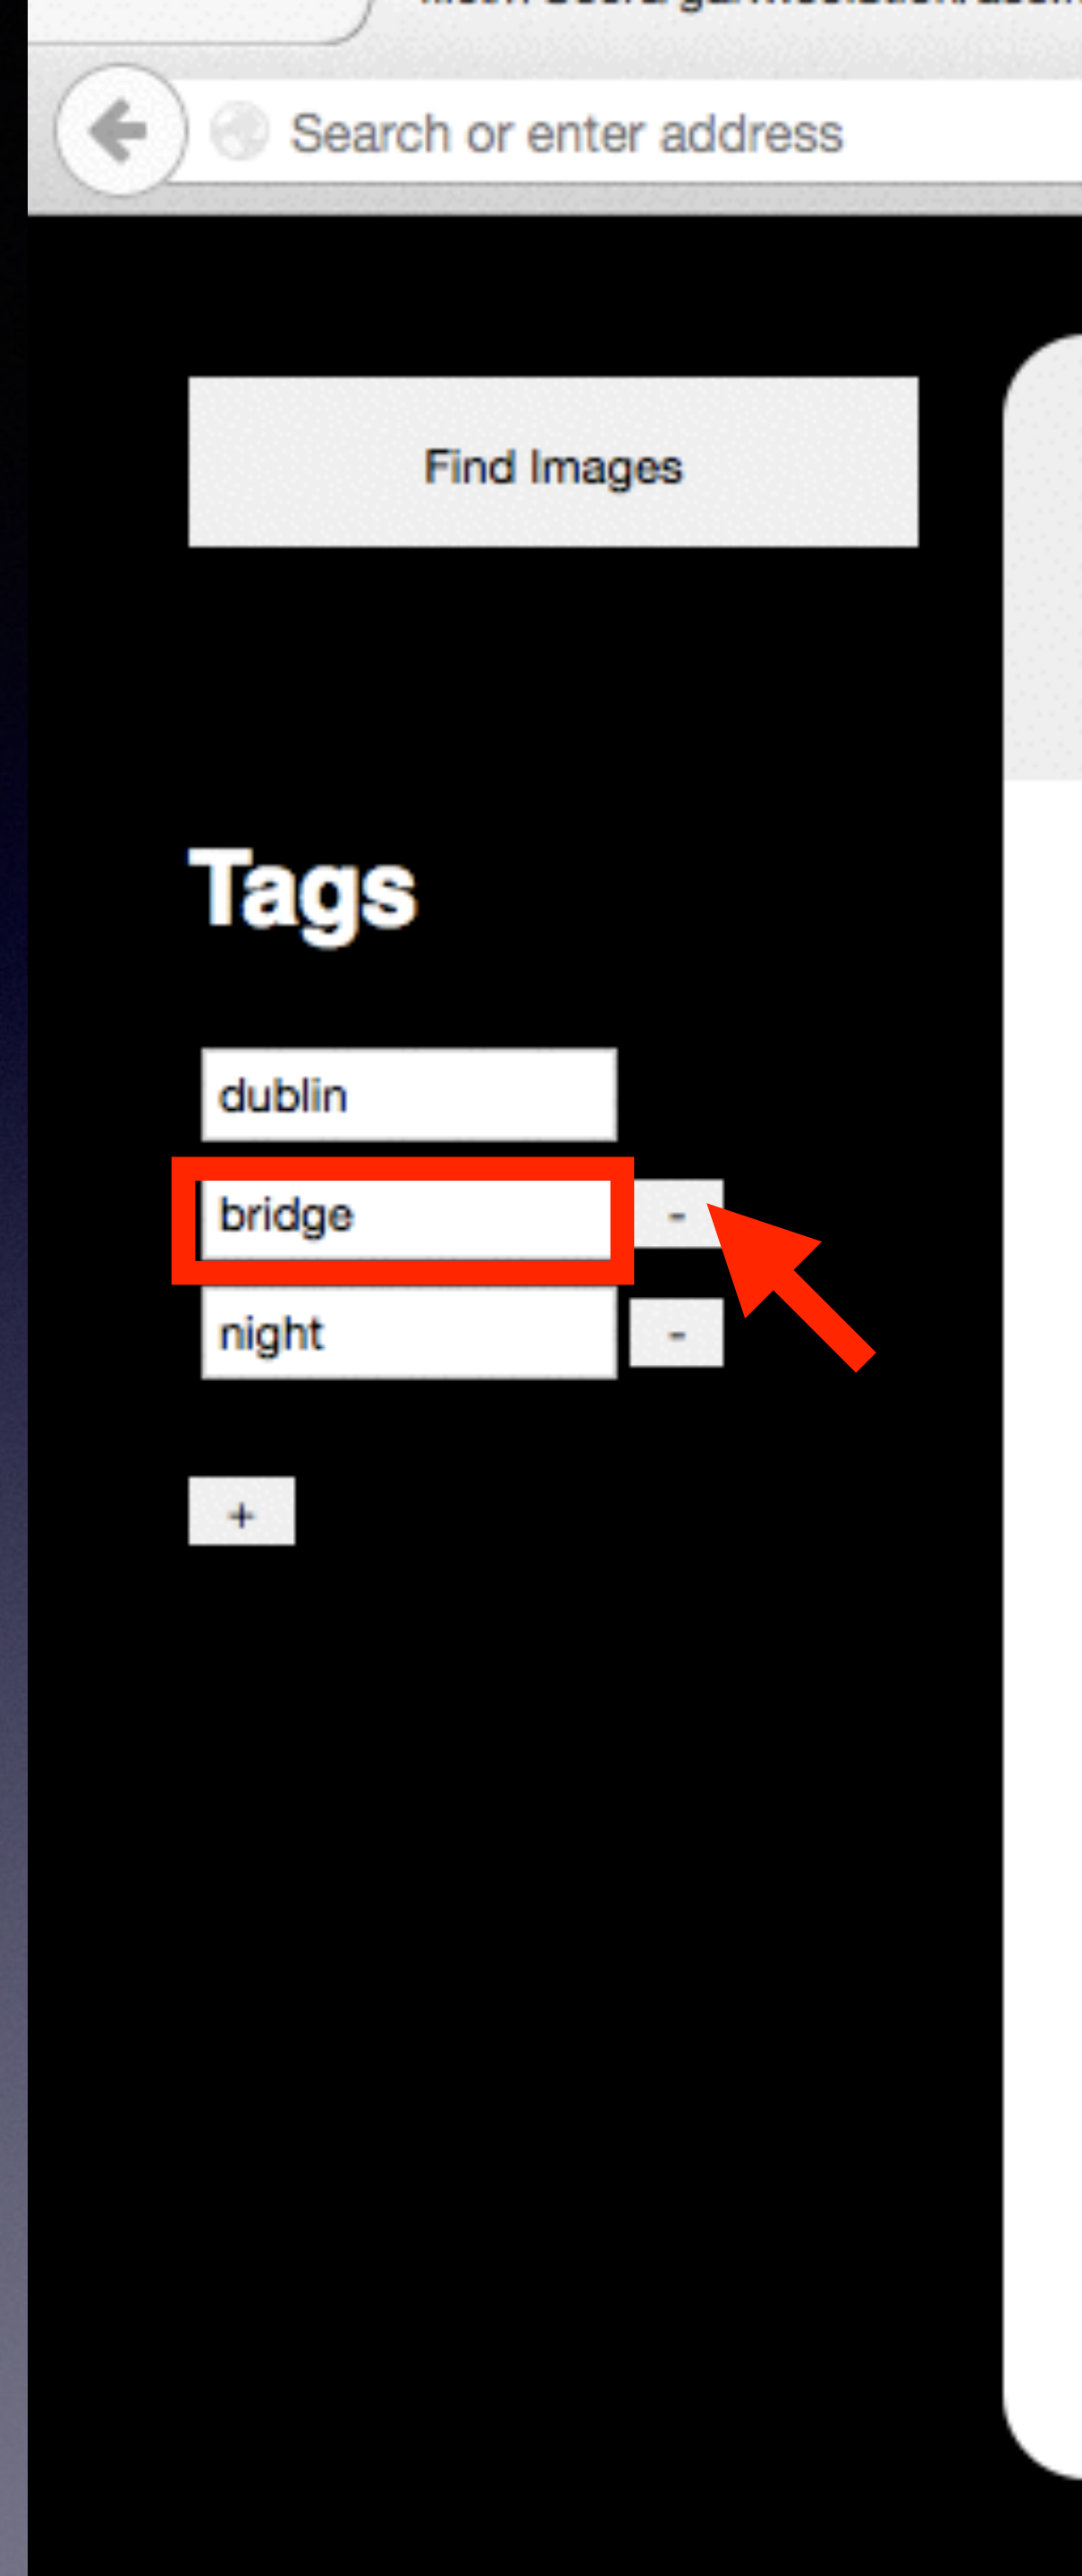 Search or enter address
Find Images
Tags
dublin
bridge
-
night
-
+